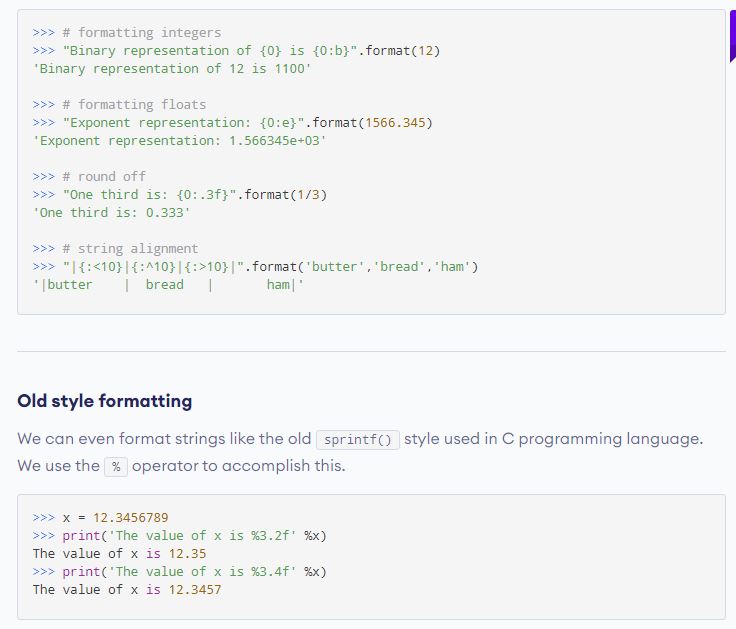 >>> # formatting integers
>>> "Binary representation of {0} is {0:b}".format(12)
'Binary representation of 12 is 1100'
>>> # formatting floats
>>> "Exponent representation: {0:e}".format(1566.345)
'Exponent representation: 1.566345e+03'
>>> # round off
>>> "One third is: {0:.3f}".format(1/3)
'One third is: 0.333'
>>> # string alignment
>>> "|{:<10}|{:^10}|{:>10}|".format('butter','bread','ham')
'|butter    |  bread   |       ham|'
Old style formatting
We can even format strings like the old sprintf() style used in C programming language.
We use the % operator to accomplish this.
>>> x = 12.3456789
>>> print('The value of x is %3.2f' %x)
The value of x is 12.35
>>> print('The value of x is %3.4f' %x)
The value of x is 12.3457